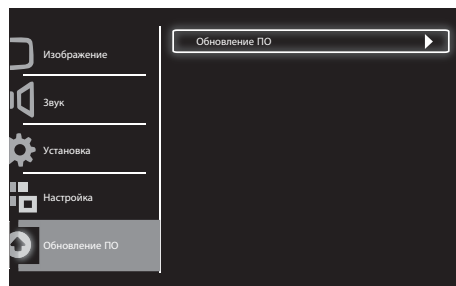 Изображение
Звук
Установка
Настройка
Обновление ПО
Обновление ПО